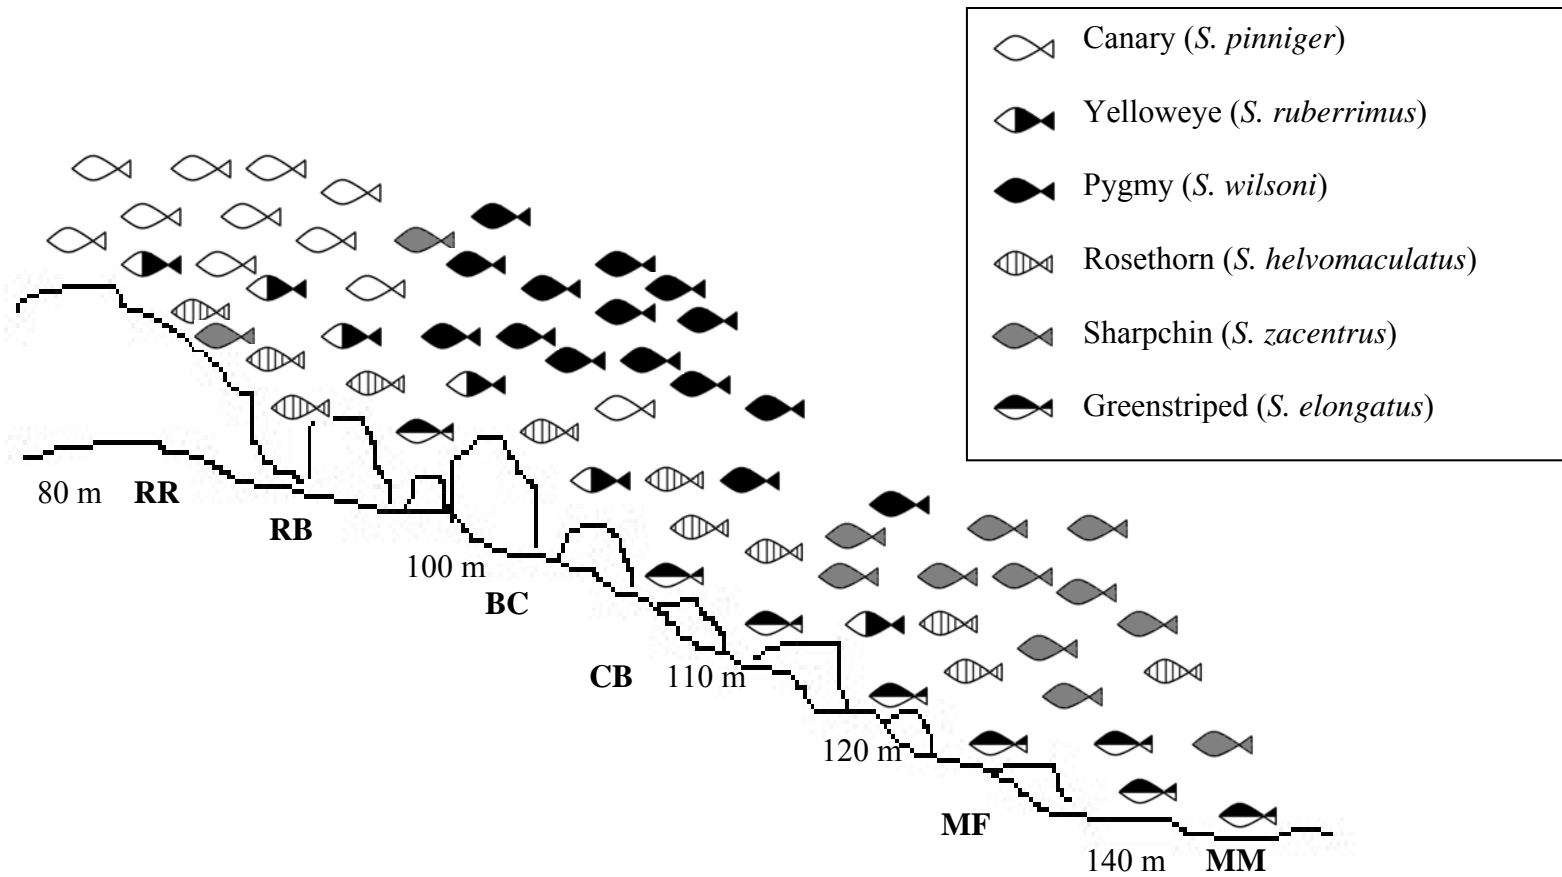 Canary (S. pinniger)
Yelloweye (S. ruberrimus)
Pygmy (S. wilsoni)
Rosethorn (S. helvomaculatus)
Sharpchin (S. zacentrus)
Greenstriped (S. elongatus)
80 m RR
RB
100 m
BC
CB 110 m
120 m
MF
140 m MM